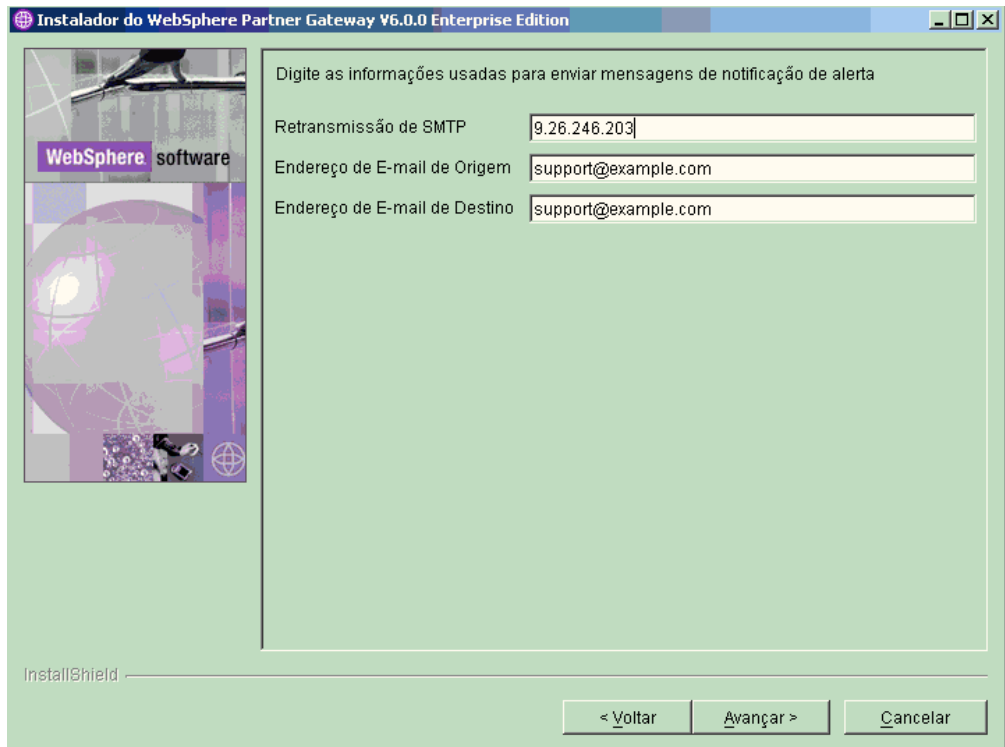 Instalador do WebSphere Partner Gateway V6.0.0 Enterprise Edition
WebSphere software
Digite as informações usadas para enviar mensagens de notificação de alerta
Retransmissão de SMTP 9.26.246.203
Endereço de E-mail de Origem support@example.com
Endereço de E-mail de Destino support@example.com
InstallShield
< Voltar Avançar > Cancelar